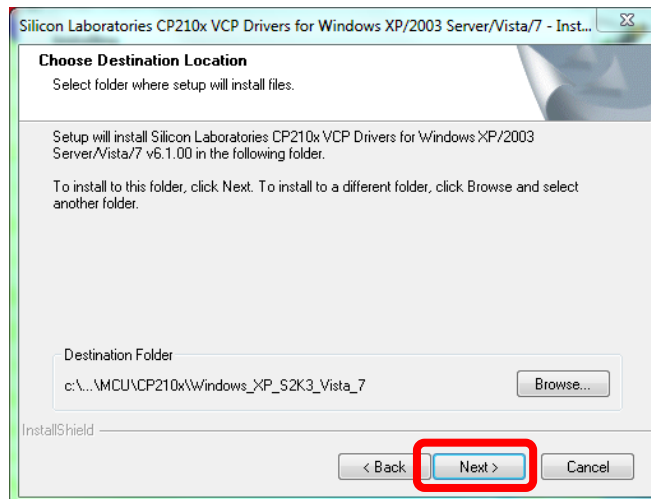 Silicon Laboratories CP210x VCP Drivers for Windows XP/2003 Server/Vista/7 - Inst...
Choose Destination Location
Select folder where setup will install files.
Setup will install Silicon Laboratories CP210x VCP Drivers for Windows XP/2003
Server/Vista/7 v6.1.00 in the following folder.
To install to this folder, click Next. To install to a different folder, click Browse and select
another folder.
Destination Folder
c:\...\MCU\CP210x\Windows_XP_S2K3_Vista_7
Browse...
InstallShield
< Back
Next >
Cancel